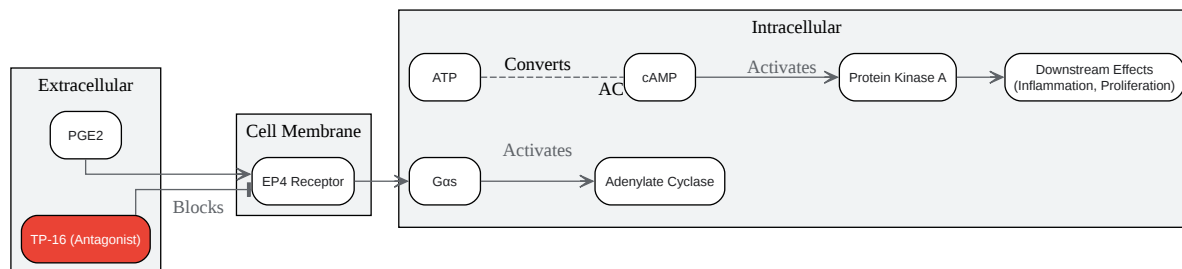 Intracellular
Extracellular
Cell Membrane
ATP
Converts
AC
cAMP
Activates
Protein Kinase A
Downstream Effects
(Inflammation, Proliferation)
PGE2
EP4 Receptor
Gαs
Activates
Adenylate Cyclase
Blocks
TP-16 (Antagonist)